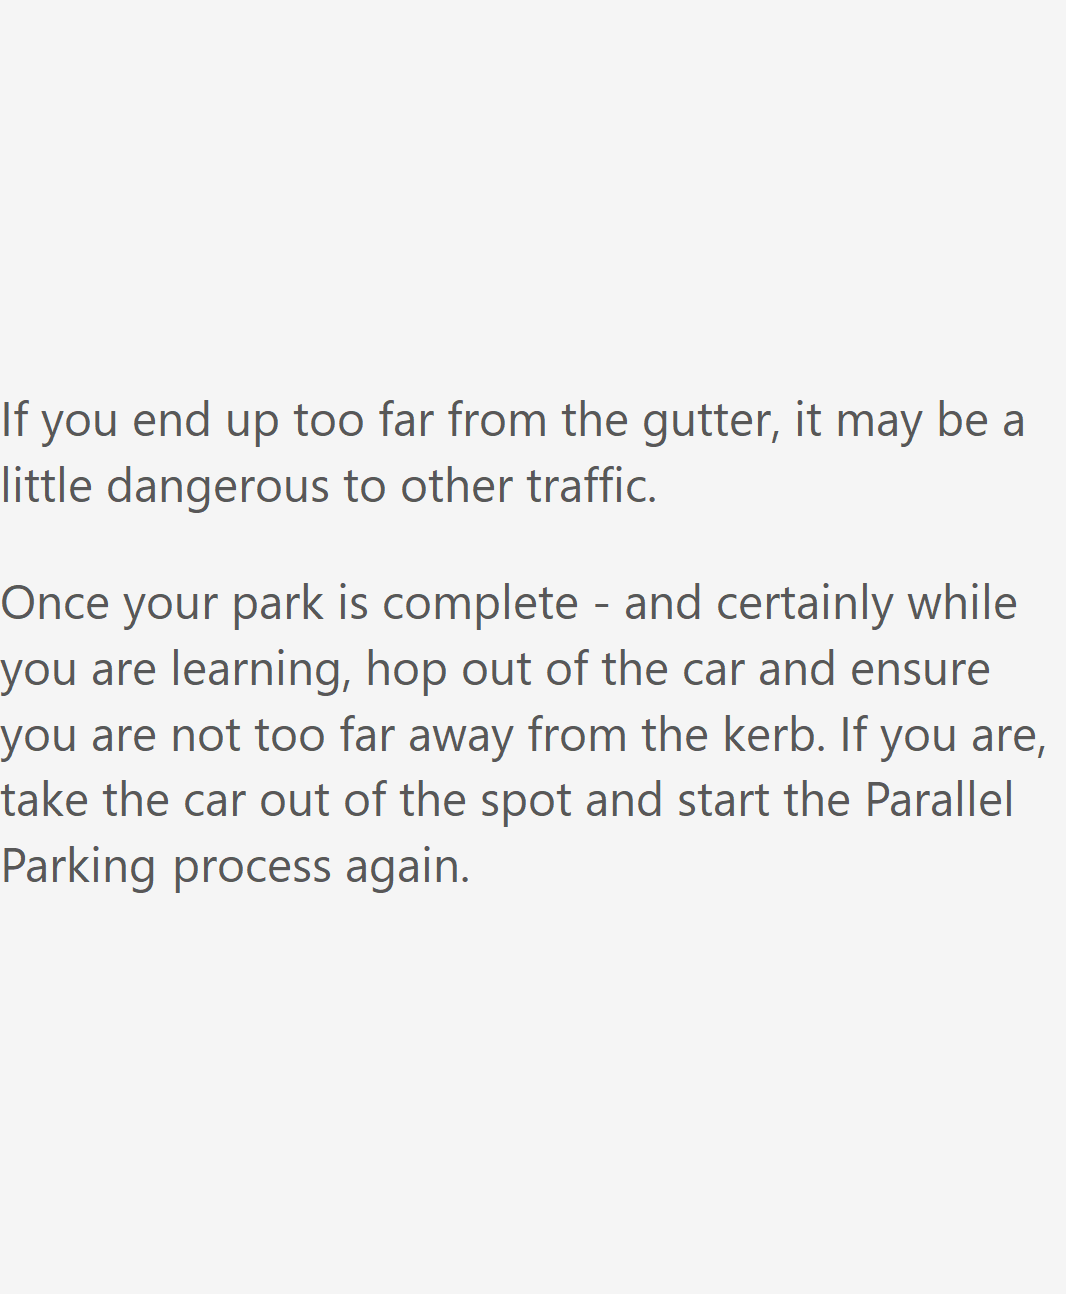 If you end up too far from the gutter, it may be a
little dangerous to other traffic.
Once your park is complete - and certainly while
you are learning, hop out of the car and ensure
you are not too far away from the kerb. If you are,
take the car out of the spot and start the Parallel
Parking process again.